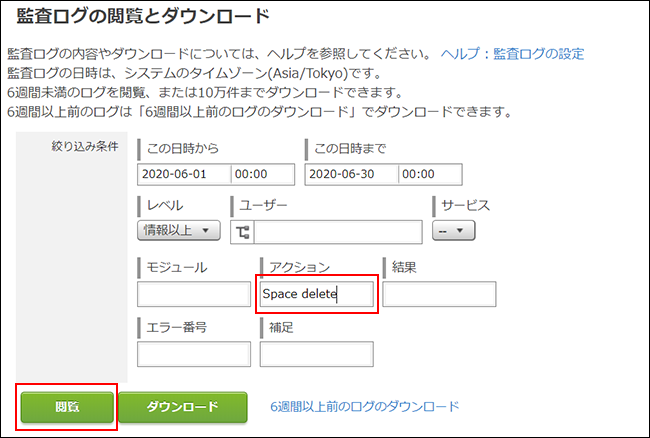 監査ログの閲覧とダウンロード
監査ログの内容やダウンロードについては、ヘルプを参照してください。 ヘルプ：監査ログの設定
監査ログの日時は、システムのタイムゾーン(Asia/Tokyo)です。
6週間未満のログを閲覧、または10万件までダウンロードできます。
6週間以上前のログは「6週間以上前のログのダウンロード」でダウンロードできます。
絞り込み条件 この日時から この日時まで
2020-06-01 00:00 2020-06-30 00:00
レベル ユーザー サービス
情報以上 --
モジュール アクション 結果
Space delete
エラー番号 補足
閲覧 ダウンロード 6週間以上前のログのダウンロード